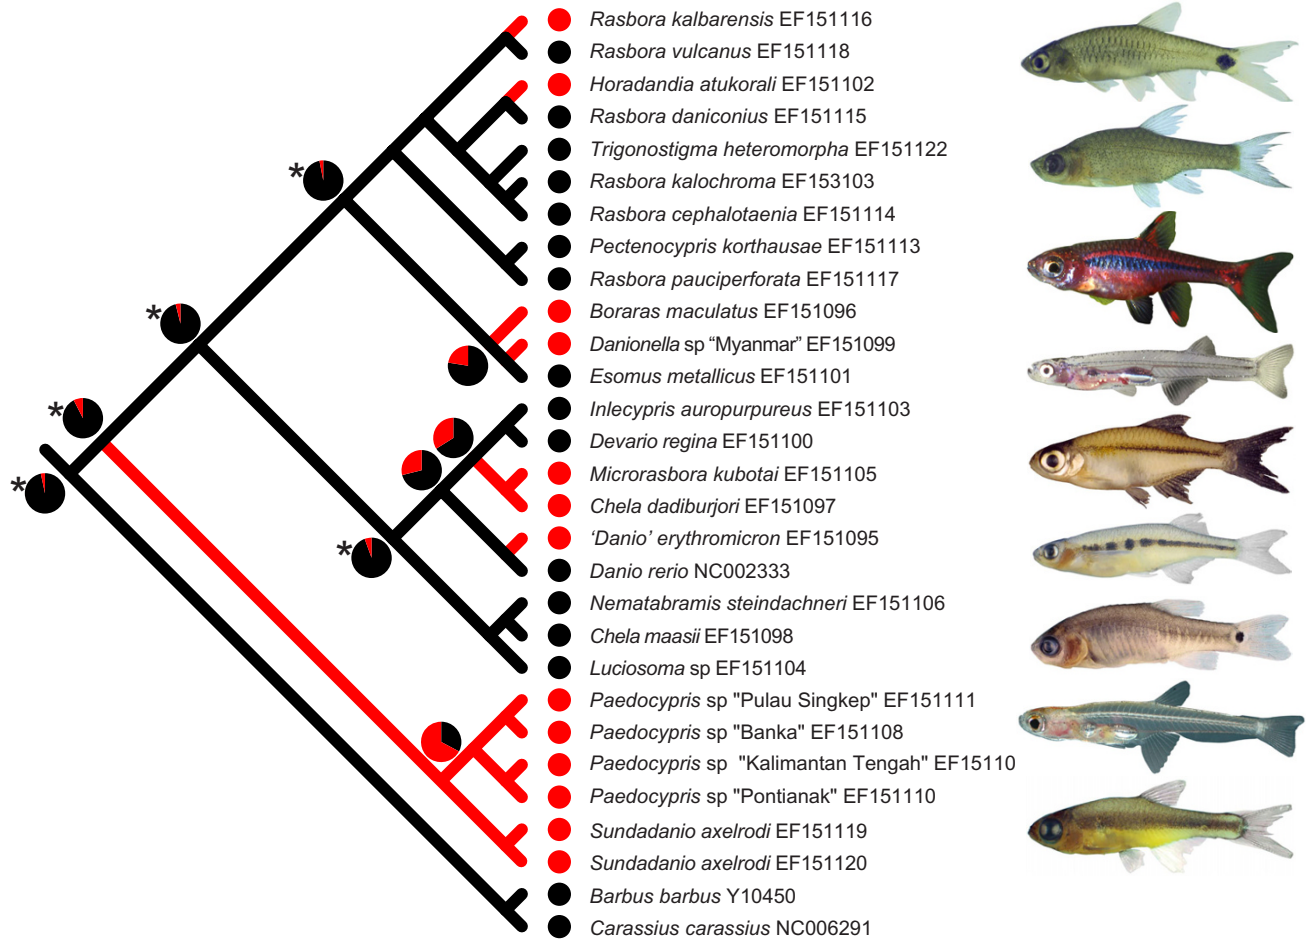 Rasbora kalbarensis EF151116
Rasbora vulcanus EF151118
Horadandia atukorali EF151102
Rasbora daniconius EF151115
Trigonostigma heteromorpha EF151122
Rasbora kalochroma EF153103
Rasbora cephalotaenia EF151114
Pectenocypris korthausae EF151113
Rasbora pauciperforata EF151117
Boraras maculatus EF151096
Danionella sp “Myanmar” EF151099
Esomus metallicus EF151101
Inlecypris auropurpureus EF151103
Devario regina EF151100
Microrasbora kubotai EF151105
Chela dadiburjori EF151097
‘Danio’ erythromicron EF151095
Danio rerio NC002333
Nematabramis steindachneri EF151106
Chela maasii EF151098
Luciosoma sp EF151104
Paedocypris sp "Pulau Singkep" EF151111
Paedocypris sp "Banka" EF151108
Paedocypris sp "Kalimantan Tengah" EF15110
Paedocypris sp "Pontianak" EF151110
Sundadanio axelrodi EF151119
Sundadanio axelrodi EF151120
Barbus barbus Y10450
Carassius carassius NC006291
*
*
*
*
*